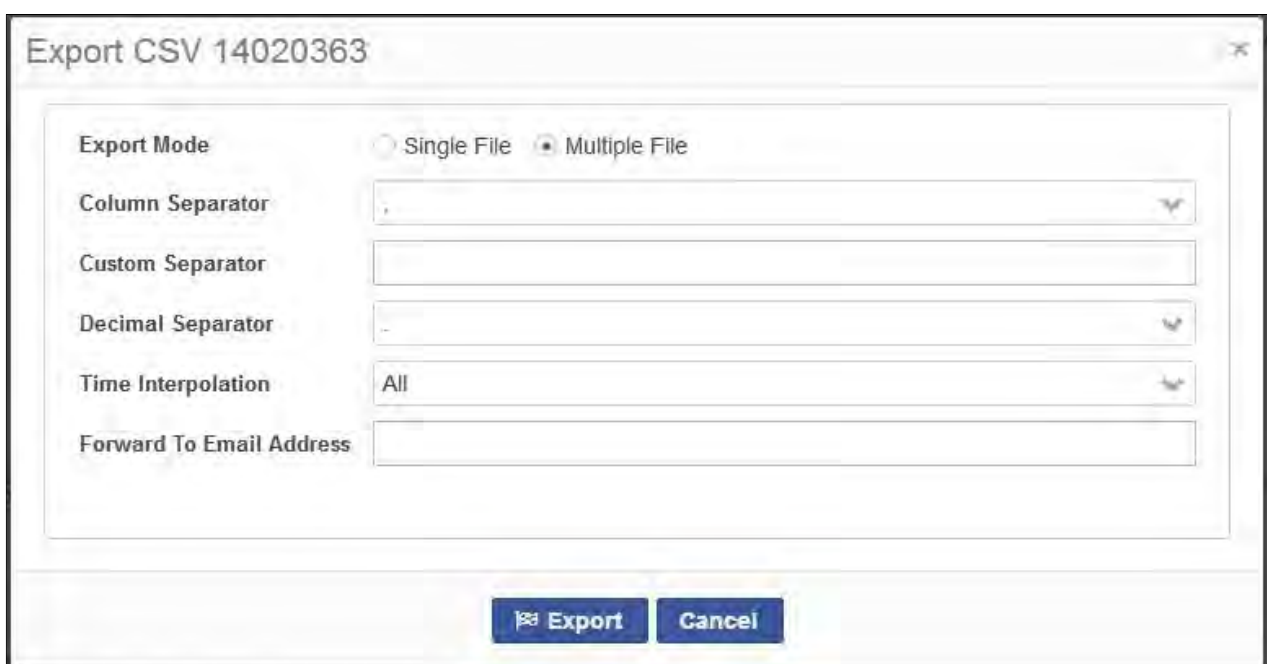 Export CSV 14020363
Export Mode Single File Multiple File
Column Separator ,
Custom Separator
Decimal Separator .
Time Interpolation All
Forward To Email Address
Export Cancel